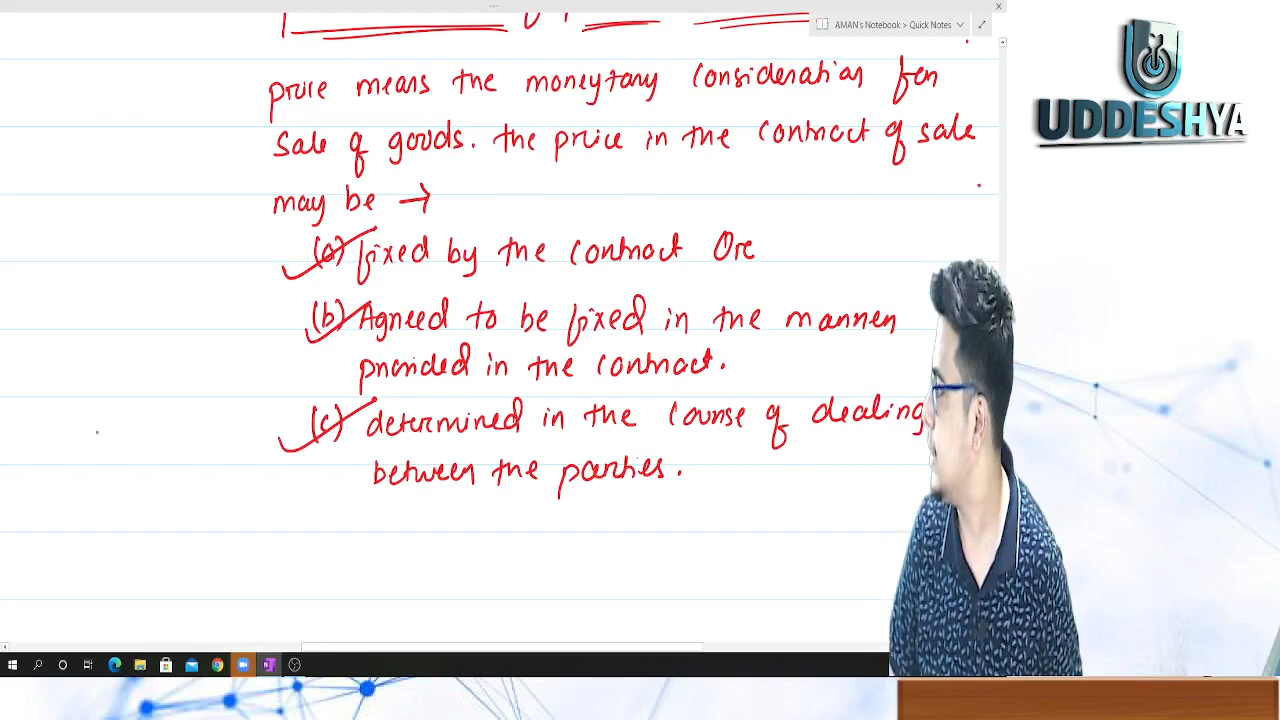 AMAN's Notebook > Quick Notes
UDDESHYA
price means the moneytary consideration for
sale of goods. the price in the contract of sale
may be →
(a) fixed by the contract Ore
(b) Agreed to be fixed in the manner
provided in the contract.
(c) determined in the course of dealing
between the parties.